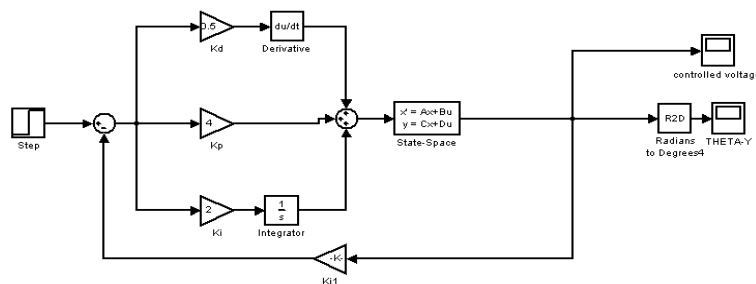 0.5
du/dt
Kd
Derivative
controlled voltag
Step
+
-
4
Kp
+
+
+
x' = Ax+Bu
y = Cx+Du
State-Space
R2D
Radians
to Degrees4
THETA-Y
2
Ki
1
s
Integrator
-K-
Ki1